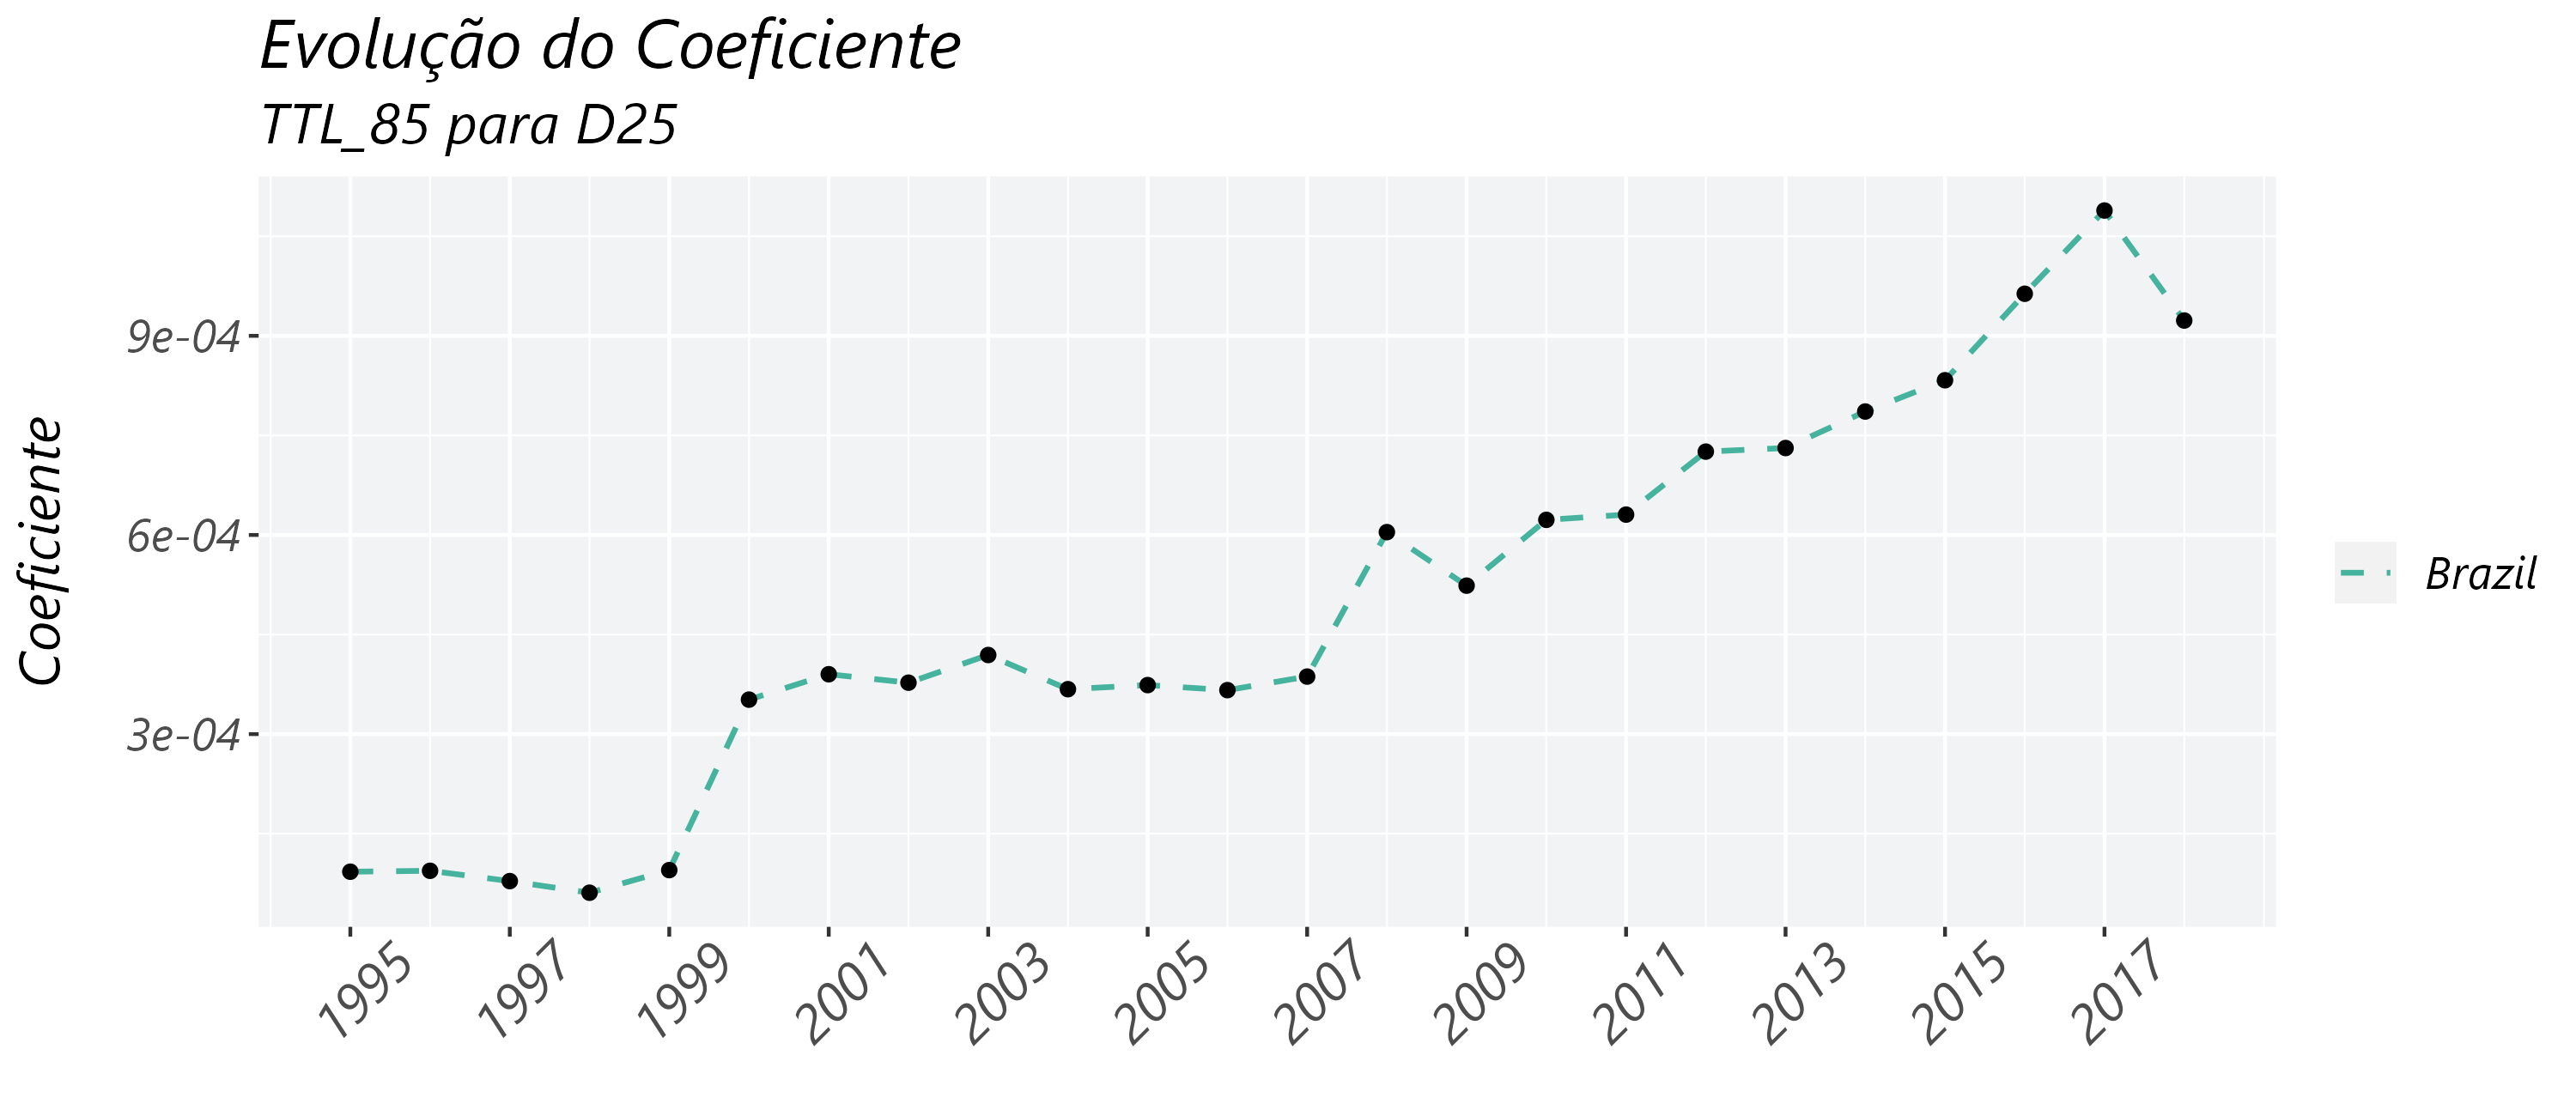 Evolução do Coeficiente
TTL_85 para D25
Coeficiente
9e-04
6e-04
3e-04
1995
1997
1999
2001
2003
2005
2007
2009
2011
2013
2015
2017
Brazil